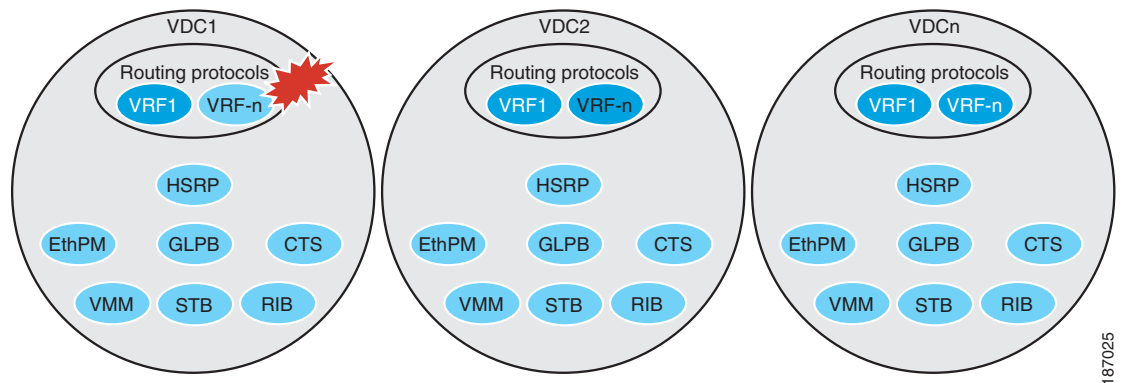 VDC1
Routing protocols
VRF1 VRF-n
HSRP
EthPM GLPB CTS
VMM STB RIB
VDC2
Routing protocols
VRF1 VRF-n
HSRP
EthPM GLPB CTS
VMM STB RIB
VDCn
Routing protocols
VRF1 VRF-n
HSRP
EthPM GLPB CTS
VMM STB RIB
187025